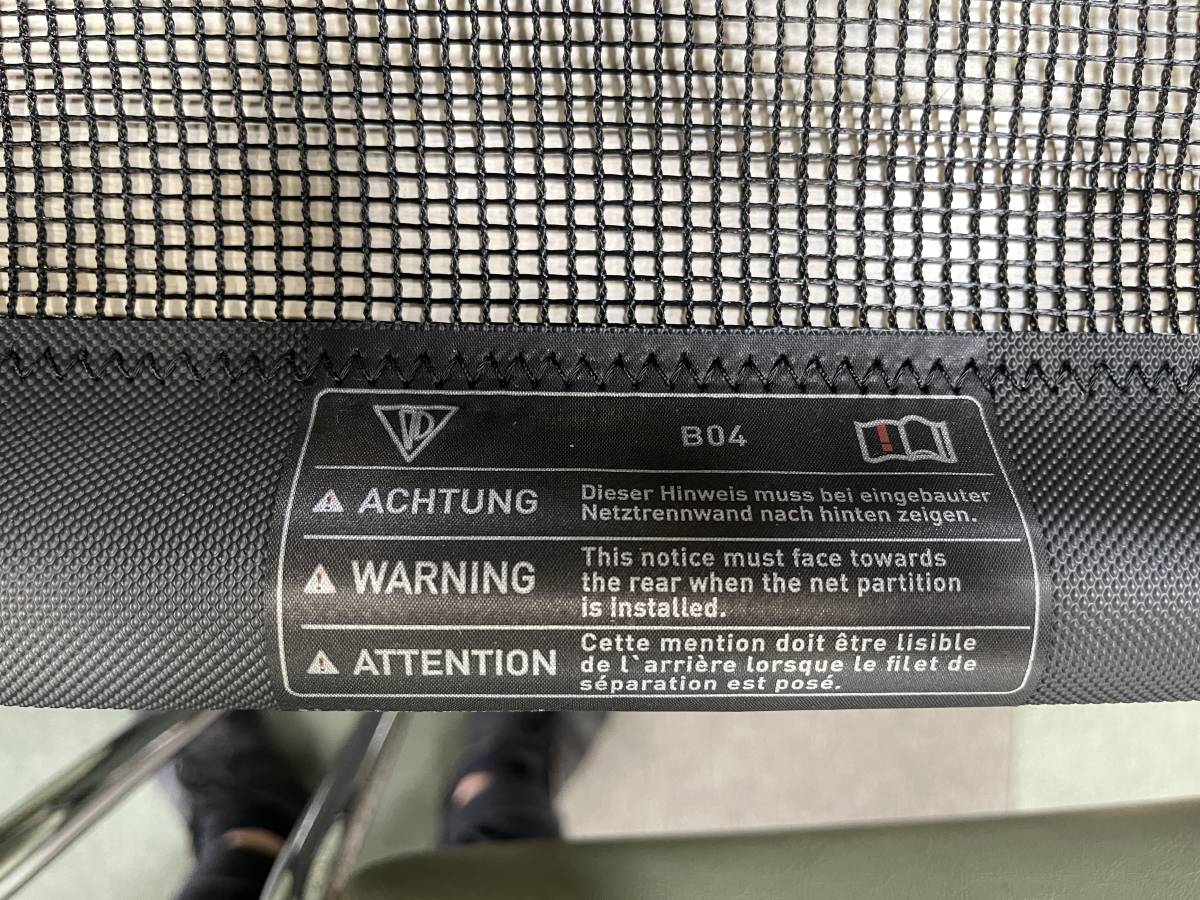 B04
ACHTUNG
Dieser Hinweis muss bei eingebauter
Netztrennwand nach hinten zeigen.
WARNING
This notice must face towards
the rear when the net partition
is installed.
ATTENTION
Cette mention doit être lisible
de l`arrière lorsque le filet de
séparation est posé.